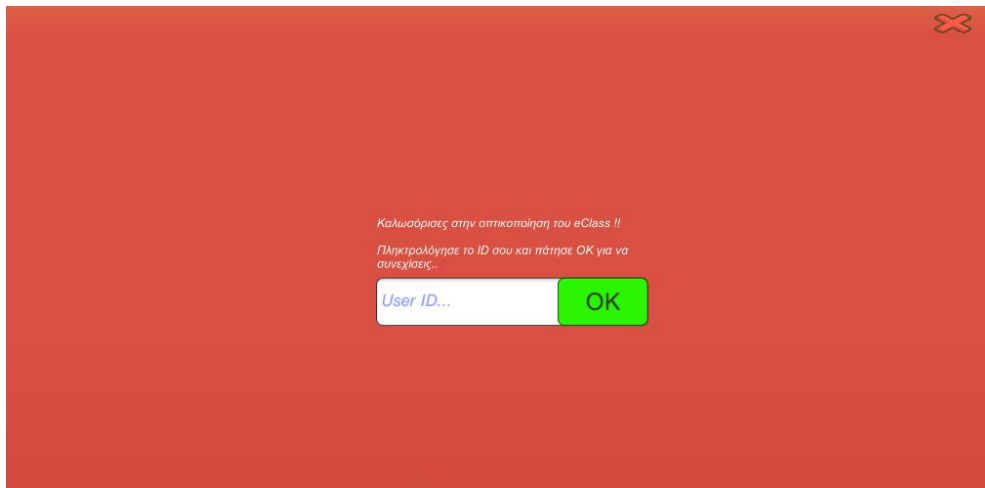 Καλωσόρισες στην οπτικοποίηση του eClass !!
Πληκτρολόγησε το ID σου και πάτησε OK για να
συνεχίσεις..
User ID...
OK